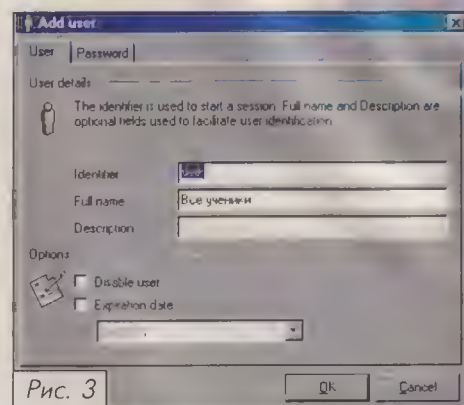 Add user
User Password
User details
The identifier is used to start a session. Full name and Description are
optional fields used to facilitate user identification.
Identifier
Full name Все ученики
Description
Options
Disable user
Expiration date
OK Cancel
Рис. 3